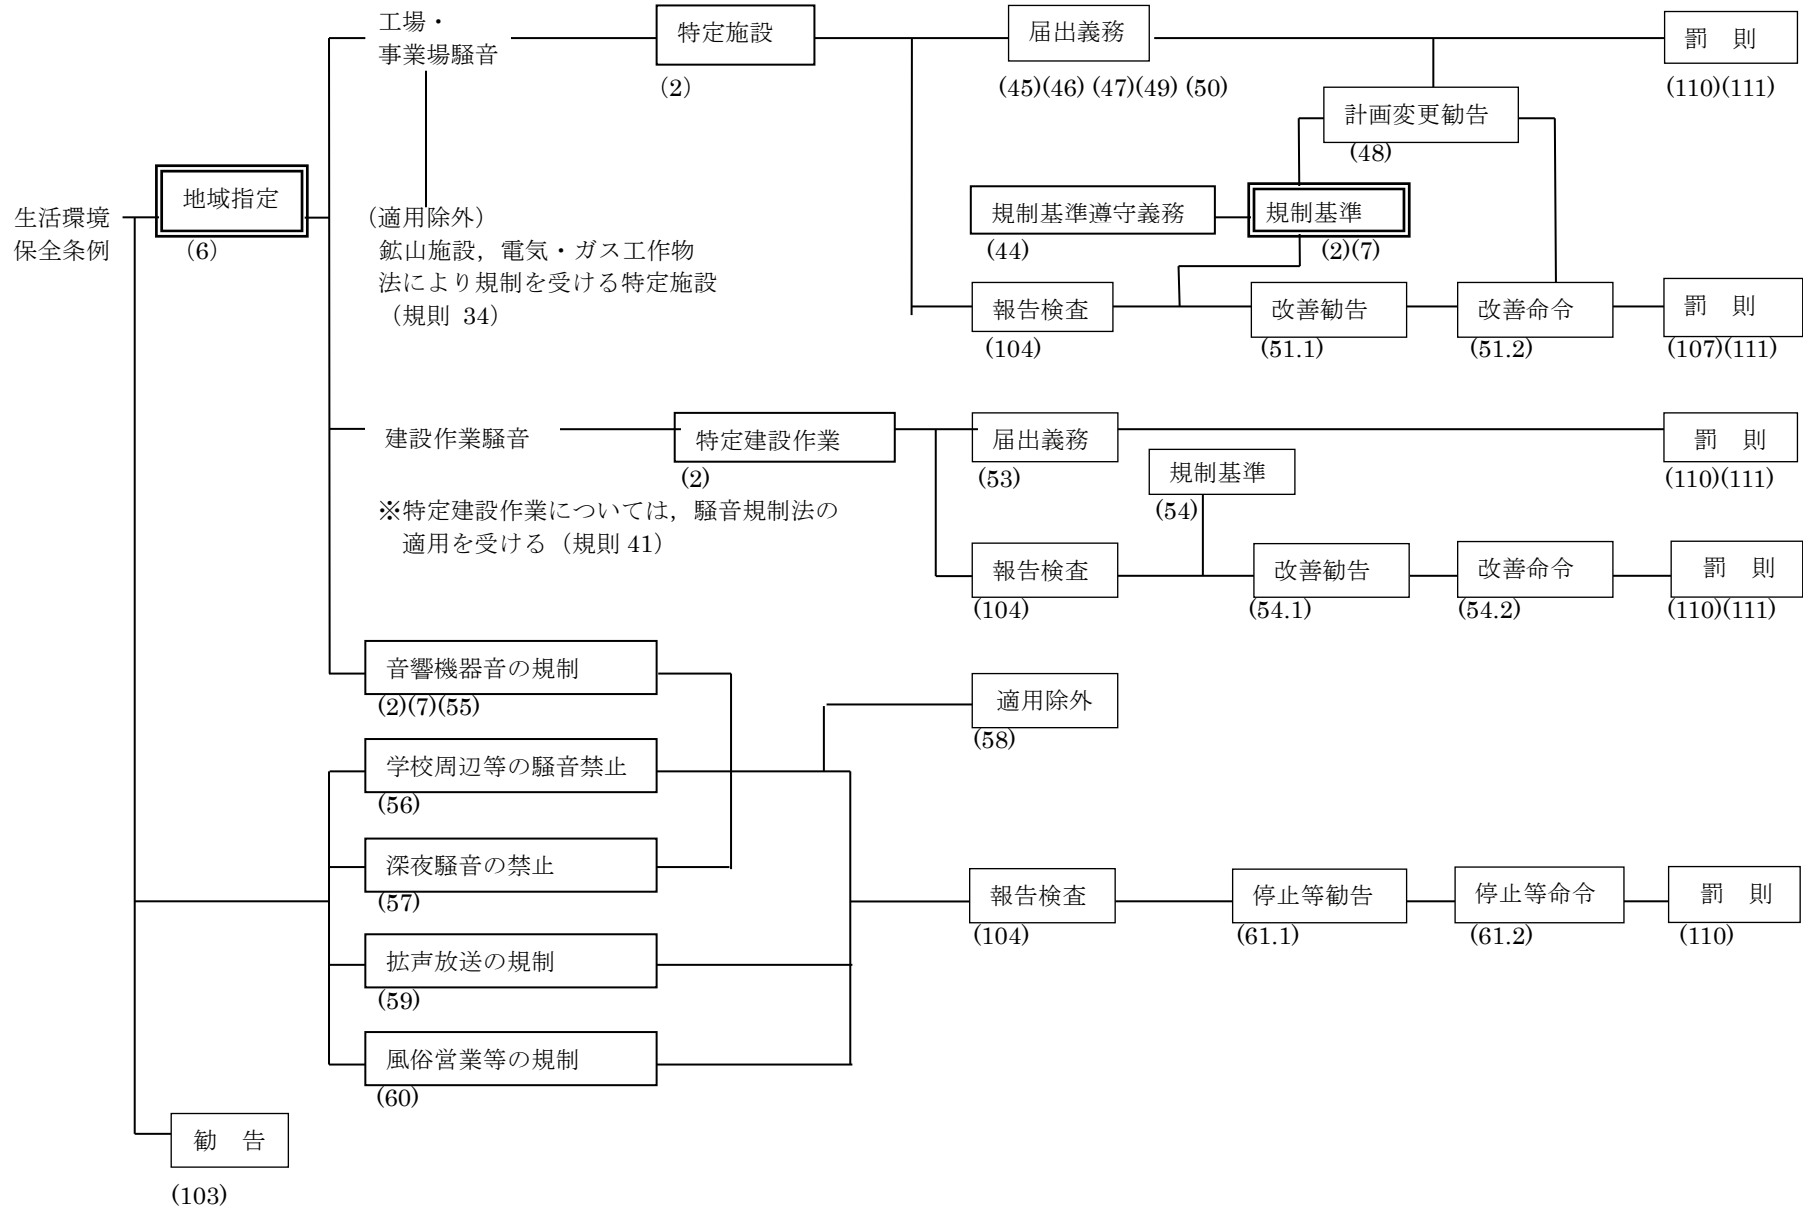 工場・
事業場騒音
特定施設
(2)
届出義務
(45)(46) (47)(49) (50)
罰　則
(110)(111)
計画変更勧告
(48)
生活環境
保全条例
地域指定
(6)
（適用除外）
鉱山施設，電気・ガス工作物
法により規制を受ける特定施設
（規則 34）
規制基準遵守義務
(44)
規制基準
(2)(7)
報告検査
(104)
改善勧告
(51.1)
改善命令
(51.2)
罰　則
(107)(111)
建設作業騒音
特定建設作業
(2)
※特定建設作業については，騒音規制法の
適用を受ける（規則 41）
届出義務
(53)
罰　則
(110)(111)
規制基準
(54)
報告検査
(104)
改善勧告
(54.1)
改善命令
(54.2)
罰　則
(110)(111)
音響機器音の規制
(2)(7)(55)
適用除外
(58)
学校周辺等の騒音禁止
(56)
深夜騒音の禁止
(57)
報告検査
(104)
停止等勧告
(61.1)
停止等命令
(61.2)
罰　則
(110)
拡声放送の規制
(59)
風俗営業等の規制
(60)
勧　告
(103)